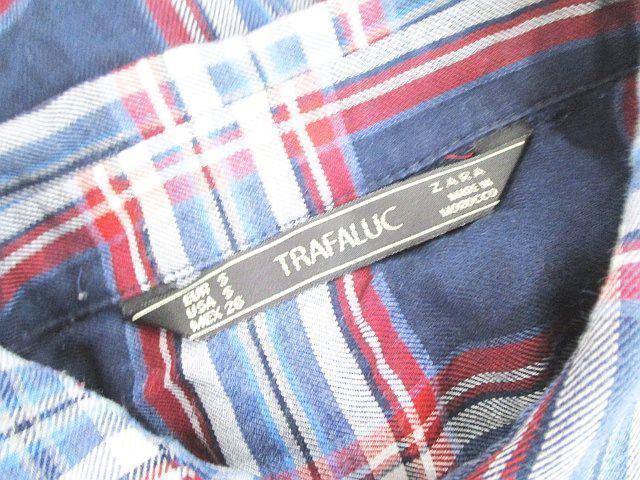 EUR S
USA S
MEX 26
TRAFALUC
ZARA
MADE IN
MOROCCO